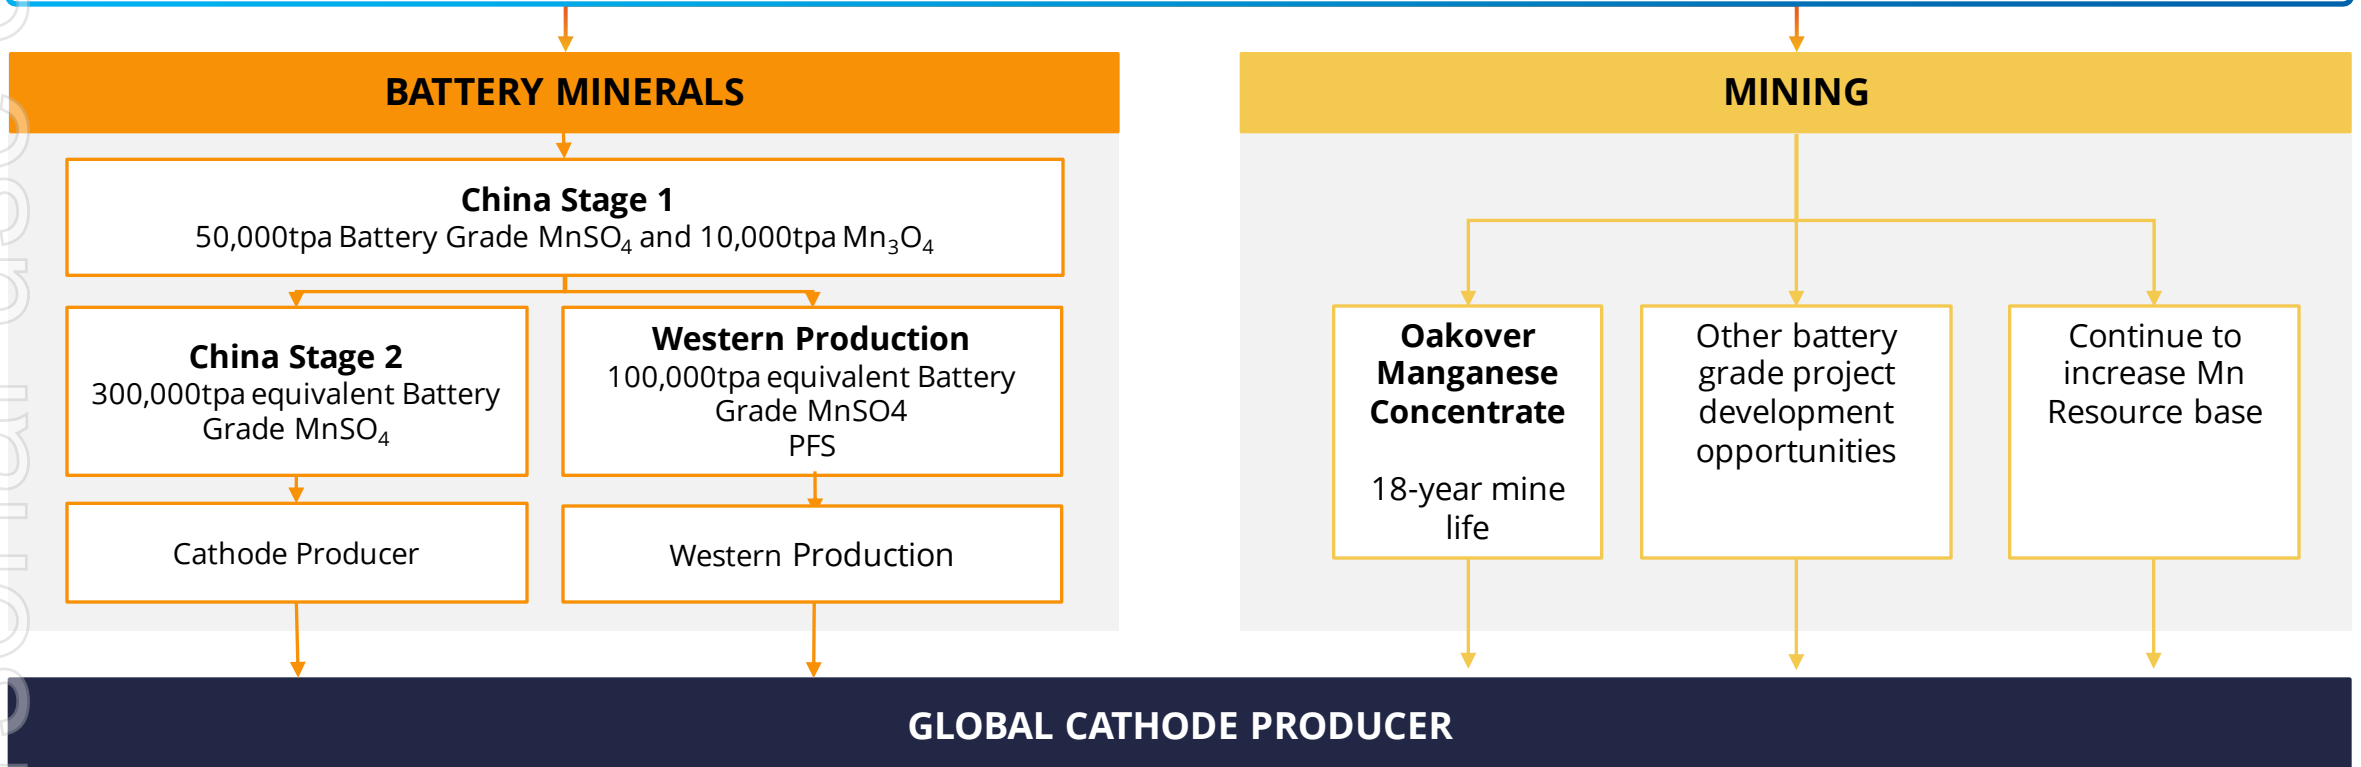 BATTERY MINERALS
China Stage 1
50,000tpa Battery Grade MnSO₄ and 10,000tpa Mn₃O₄
China Stage 2
300,000tpa equivalent Battery
Grade MnSO₄
Western Production
100,000tpa equivalent Battery
Grade MnSO4
PFS
Cathode Producer
Western Production
MINING
Oakover
Manganese
Concentrate
18-year mine
life
Other battery
grade project
development
opportunities
Continue to
increase Mn
Resource base
GLOBAL CATHODE PRODUCER